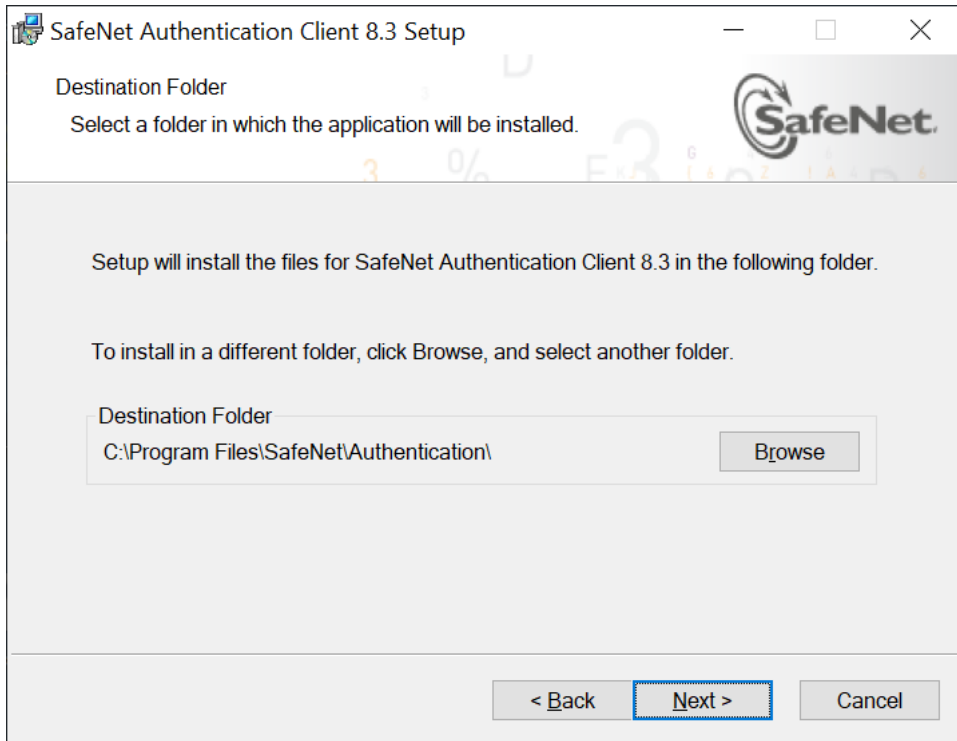 SafeNet Authentication Client 8.3 Setup
Destination Folder
Select a folder in which the application will be installed.
SafeNet.
Setup will install the files for SafeNet Authentication Client 8.3 in the following folder.
To install in a different folder, click Browse, and select another folder.
Destination Folder
C:\Program Files\SafeNet\Authentication\
Browse
< Back
Next >
Cancel